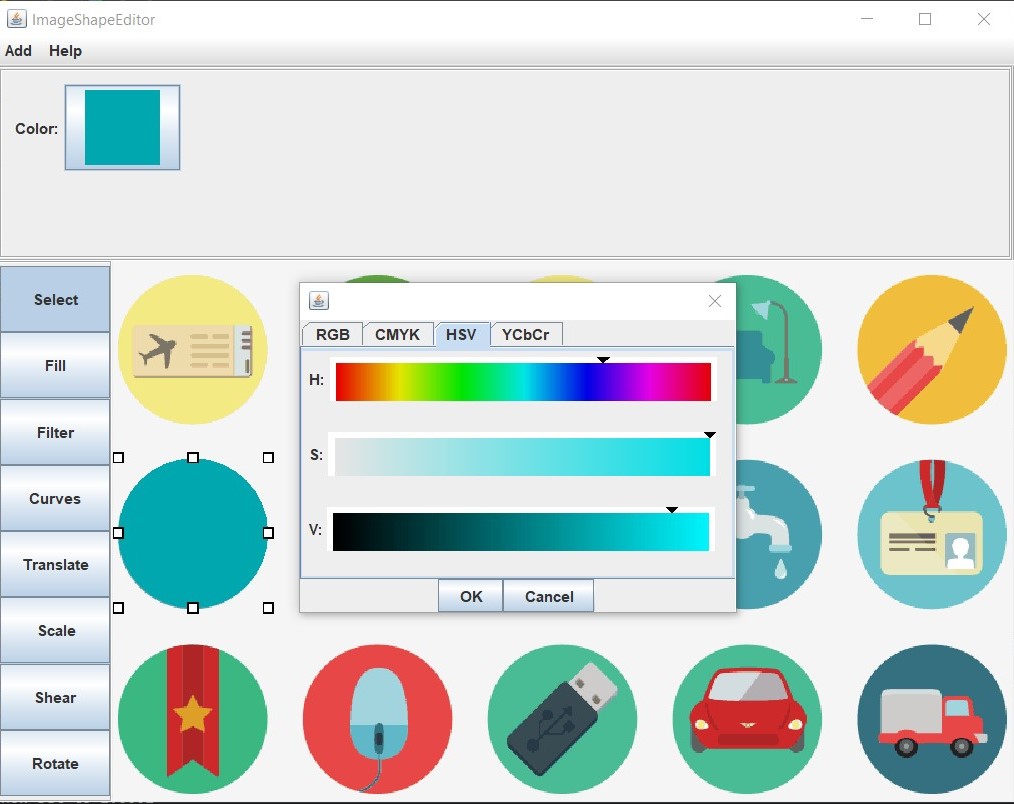 ImageShapeEditor
Add Help
Color:
Select
Fill
Filter
Curves
Translate
Scale
Shear
Rotate
RGB CMYK HSV YCbCr
H:
S:
V:
OK Cancel